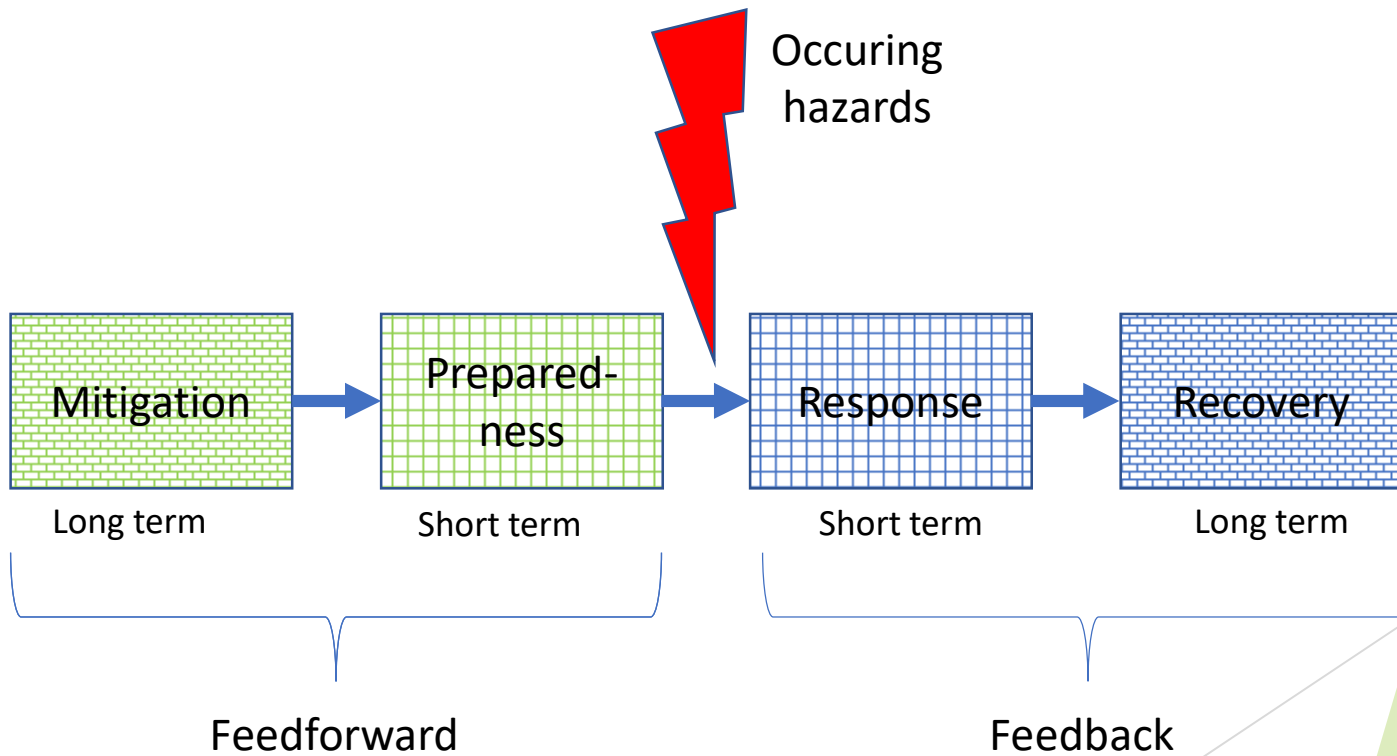 Occuring
hazards
Mitigation
Prepared-
ness
Response
Recovery
Long term
Short term
Short term
Long term
Feedforward
Feedback